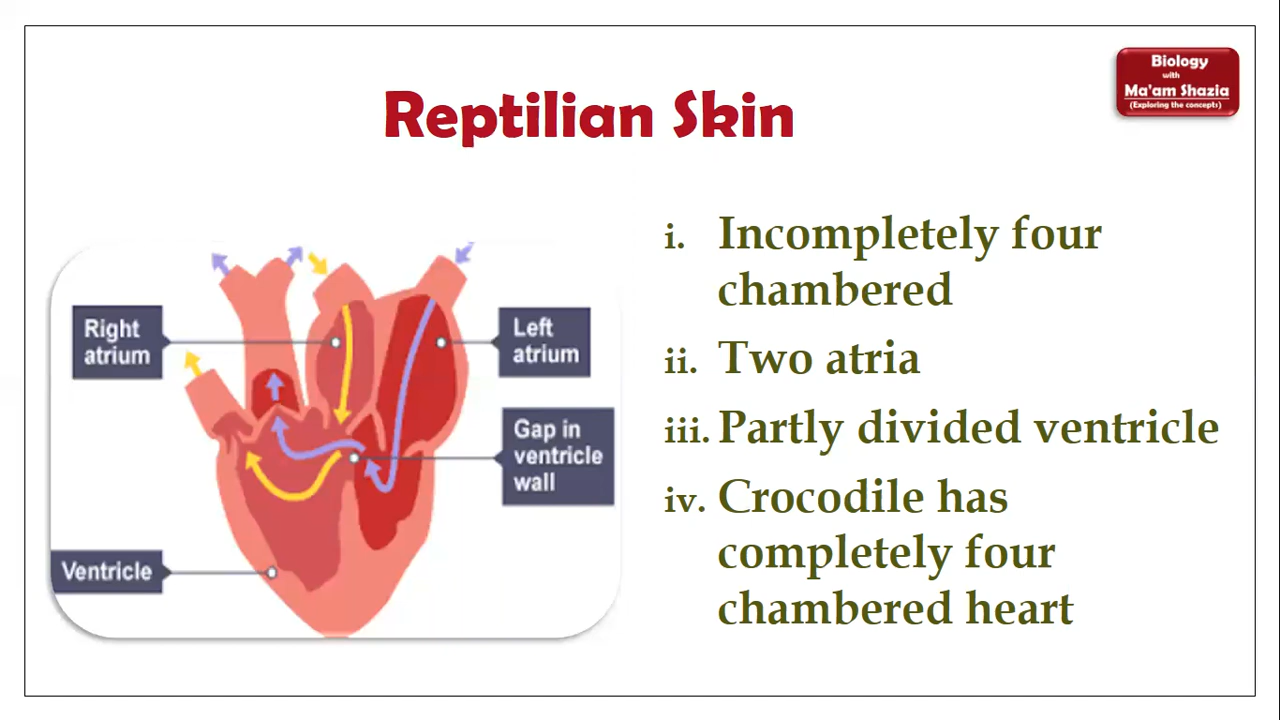 Biology
with
Ma'am Shazia
(Exploring the concepts)
Reptilian Skin
Right
atrium
Left
atrium
Gap in
ventricle
wall
Ventricle
i. Incompletely four
chambered
ii. Two atria
iii. Partly divided ventricle
iv. Crocodile has
completely four
chambered heart